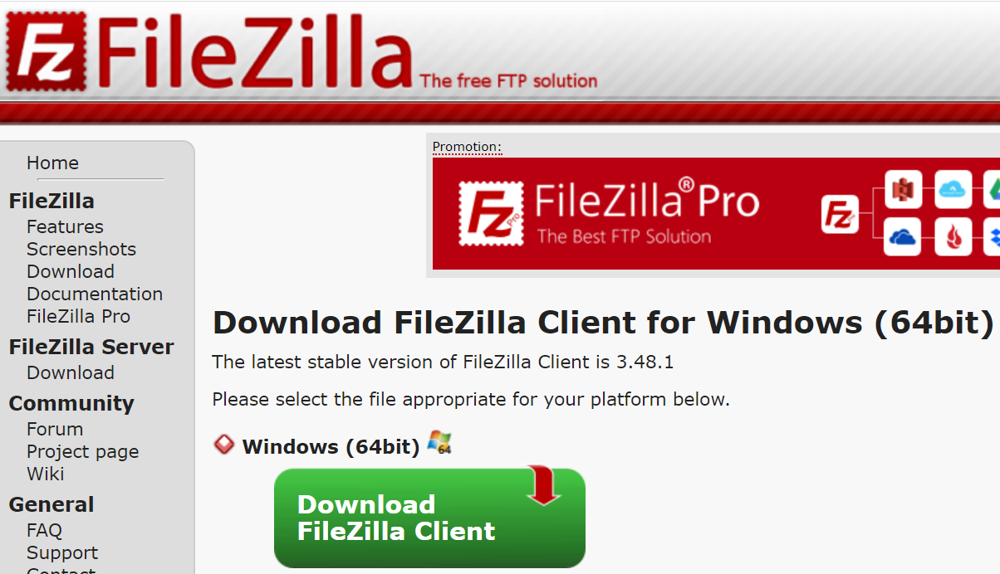 FileZilla The free FTP solution
Home
FileZilla
Features
Screenshots
Download
Documentation
FileZilla Pro
FileZilla Server
Download
Community
Forum
Project page
Wiki
General
FAQ
Support
Contact
Promotion:
FileZilla® Pro
The Best FTP Solution
Download FileZilla Client for Windows (64bit)
The latest stable version of FileZilla Client is 3.48.1
Please select the file appropriate for your platform below.
Windows (64bit) 64
Download
FileZilla Client